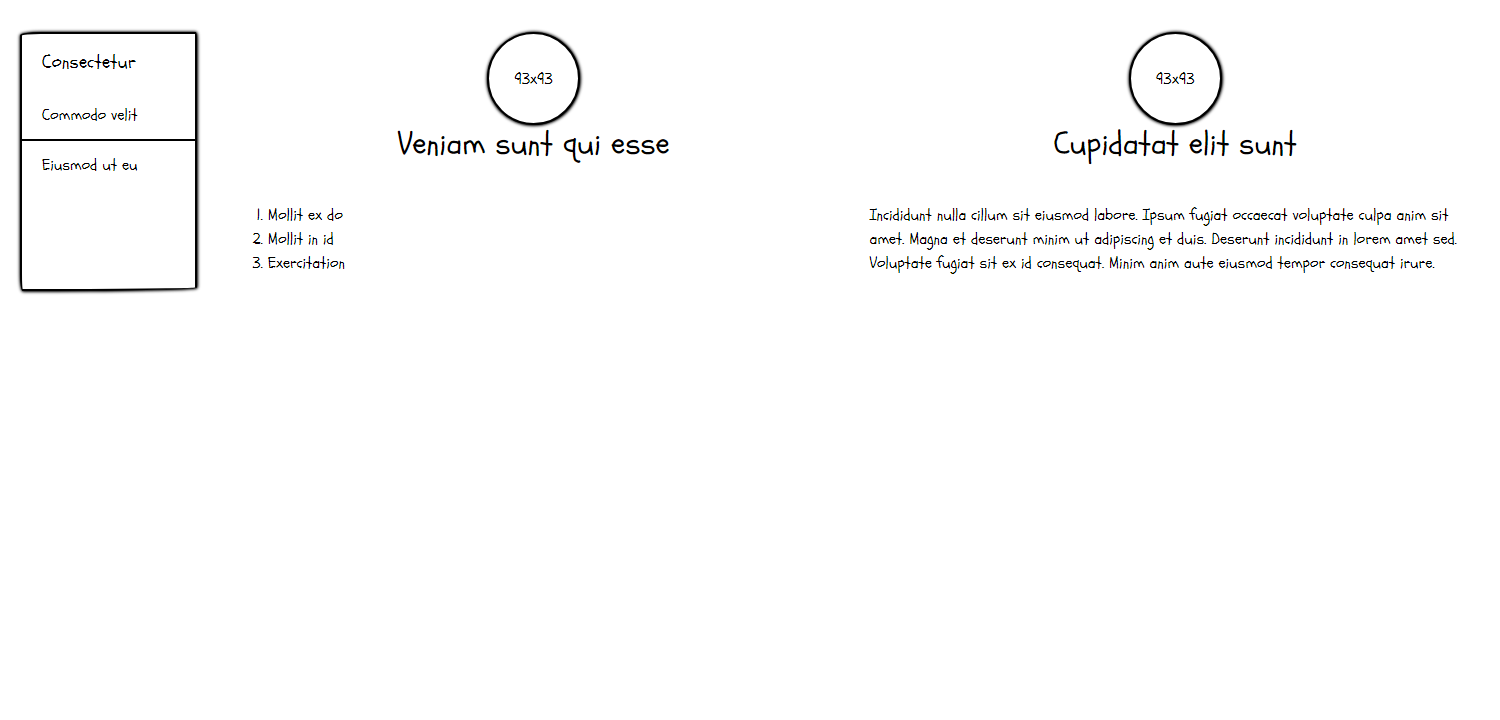 Consectetur
Commodo velit
Eiusmod ut eu
93x93
Veniam sunt qui esse
1. Mollit ex do
2. Mollit in id
3. Exercitation
93x93
Cupidatat elit sunt
Incididunt nulla cillum sit eiusmod labore. Ipsum fugiat occaecat voluptate culpa anim sit
amet. Magna et deserunt minim ut adipiscing et duis. Deserunt incididunt in lorem amet sed.
Voluptate fugiat sit ex id consequat. Minim anim aute eiusmod tempor consequat irure.